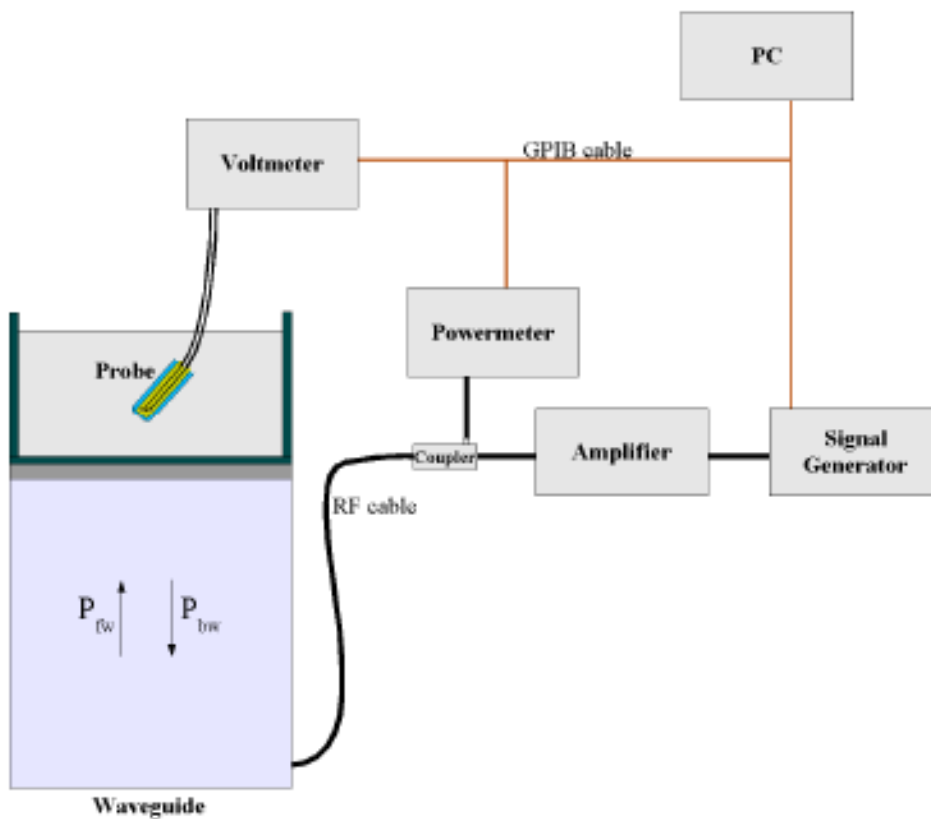 PC
GPIB cable
Voltmeter
Powermeter
Probe
Coupler
Amplifier
Signal
Generator
RF cable
P fw
P bw
Waveguide